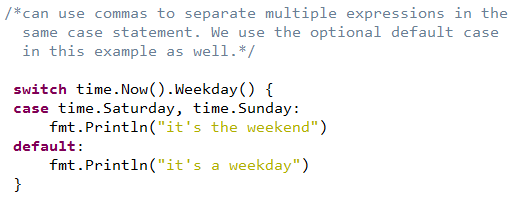 /*can use commas to separate multiple expressions in the
  same case statement. We use the optional default case
  in this example as well.*/
switch time.Now().Weekday() {
case time.Saturday, time.Sunday:
    fmt.Println("it's the weekend")
default:
    fmt.Println("it's a weekday")
}